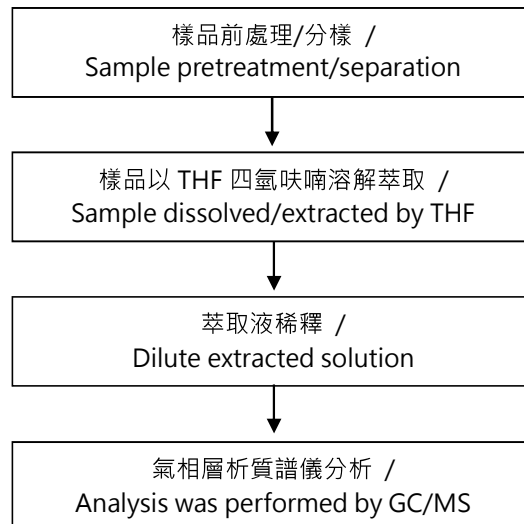 樣品前處理/分樣 /
Sample pretreatment/separation
樣品以 THF 四氫呋喃溶解萃取 /
Sample dissolved/extracted by THF
萃取液稀釋 /
Dilute extracted solution
氣相層析質譜儀分析 /
Analysis was performed by GC/MS